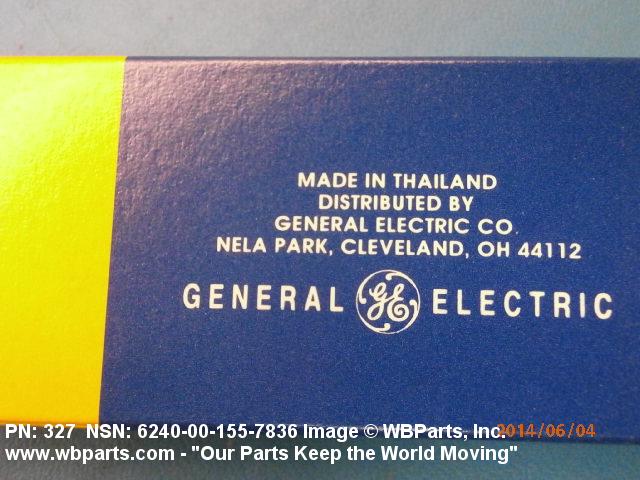 MADE IN THAILAND
DISTRIBUTED BY
GENERAL ELECTRIC CO.
NELA PARK, CLEVELAND, OH 44112
GENERAL GE ELECTRIC
PN: 327 NSN: 6240-00-155-7836 Image © WBParts, Inc. 2014/06/04
www.wbparts.com - "Our Parts Keep the World Moving"